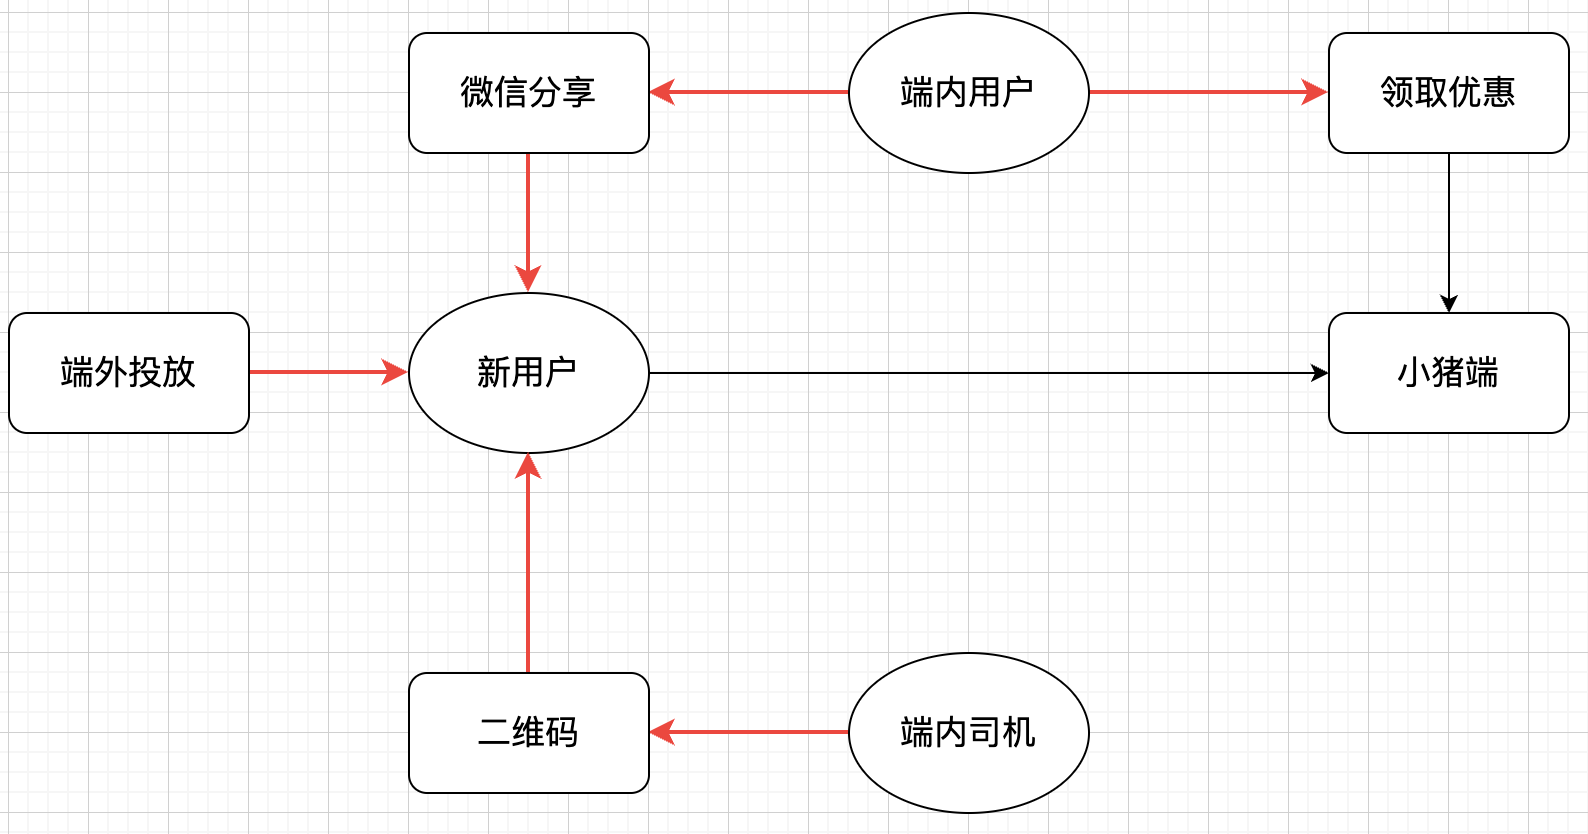 微信分享
端内用户
领取优惠
端外投放
新用户
小猪端
二维码
端内司机